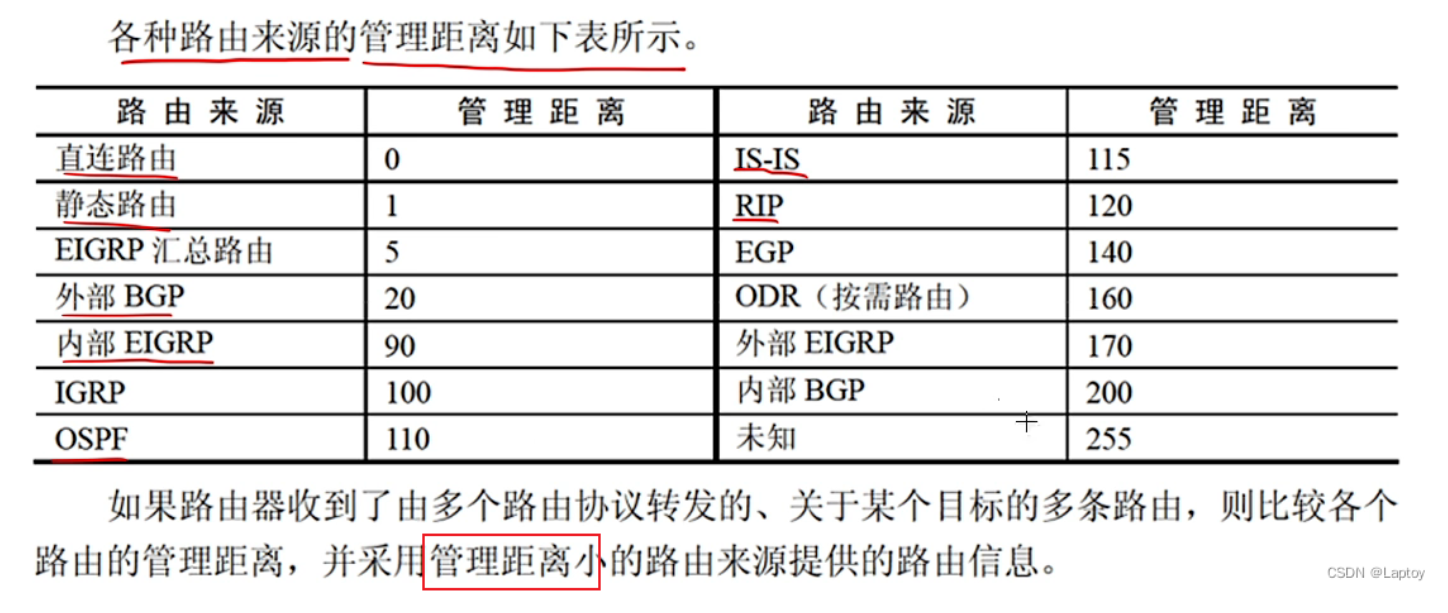 各种路由来源的管理距离如下表所示。
路由来源 管理距离 路由来源 管理距离
直连路由 0 IS-IS 115
静态路由 1 RIP 120
EIGRP 汇总路由 5 EGP 140
外部 BGP 20 ODR（按需路由） 160
内部 EIGRP 90 外部 EIGRP 170
IGRP 100 内部 BGP 200
OSPF 110 未知 255
如果路由器收到了由多个路由协议转发的、关于某个目标的多条路由，则比较各个
路由的管理距离，并采用管理距离小的路由来源提供的路由信息。
CSDN @Laptoy